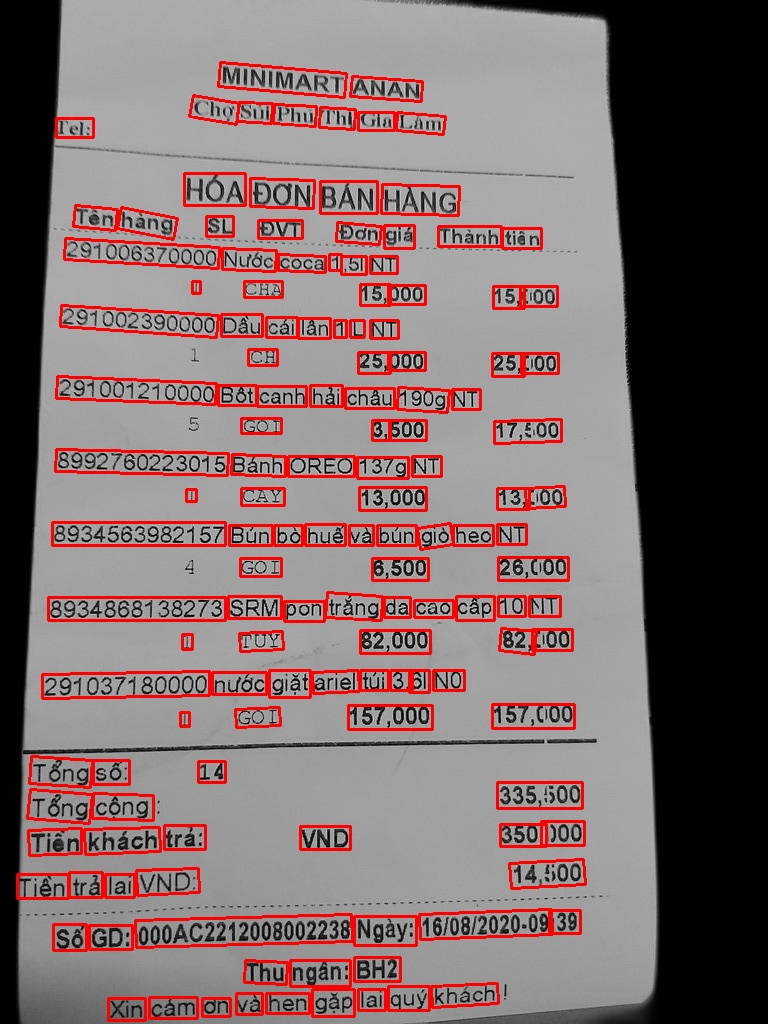 MINIMART ANAN
Chợ Sủi Phú Thị Gia Lâm
Tel:
HÓA ĐƠN BÁN HÀNG
Tên hàng SL ĐVT Đơn giá Thành tiền
291006370000 Nước coca 1,5l NT
1 CHA 15,000 15,000
291002390000 Dầu cái lân 1 L NT
1 CH 25,000 25,000
291001210000 Bột canh hải châu 190g NT
5 GOI 3,500 17,500
8992760223015 Bánh OREO 137g NT
1 CAY 13,000 13,000
8934563982157 Bún bò huế và bún giò heo NT
4 GOI 6,500 26,000
8934868138273 SRM pon trắng da cao cấp 10 NT
1 TUY 82,000 82,000
291037180000 nước giặt ariel túi 3,6l N0
1 GOI 157,000 157,000
Tổng số: 14
Tổng cộng : 335,500
Tiền khách trả: VND 350,000
Tiền trả lại VND: 14,500
Số GD: 000AC2212008002238 Ngày: 16/08/2020-09:39
Thu ngân: BH2
Xin cám ơn và hẹn gặp lại quý khách !